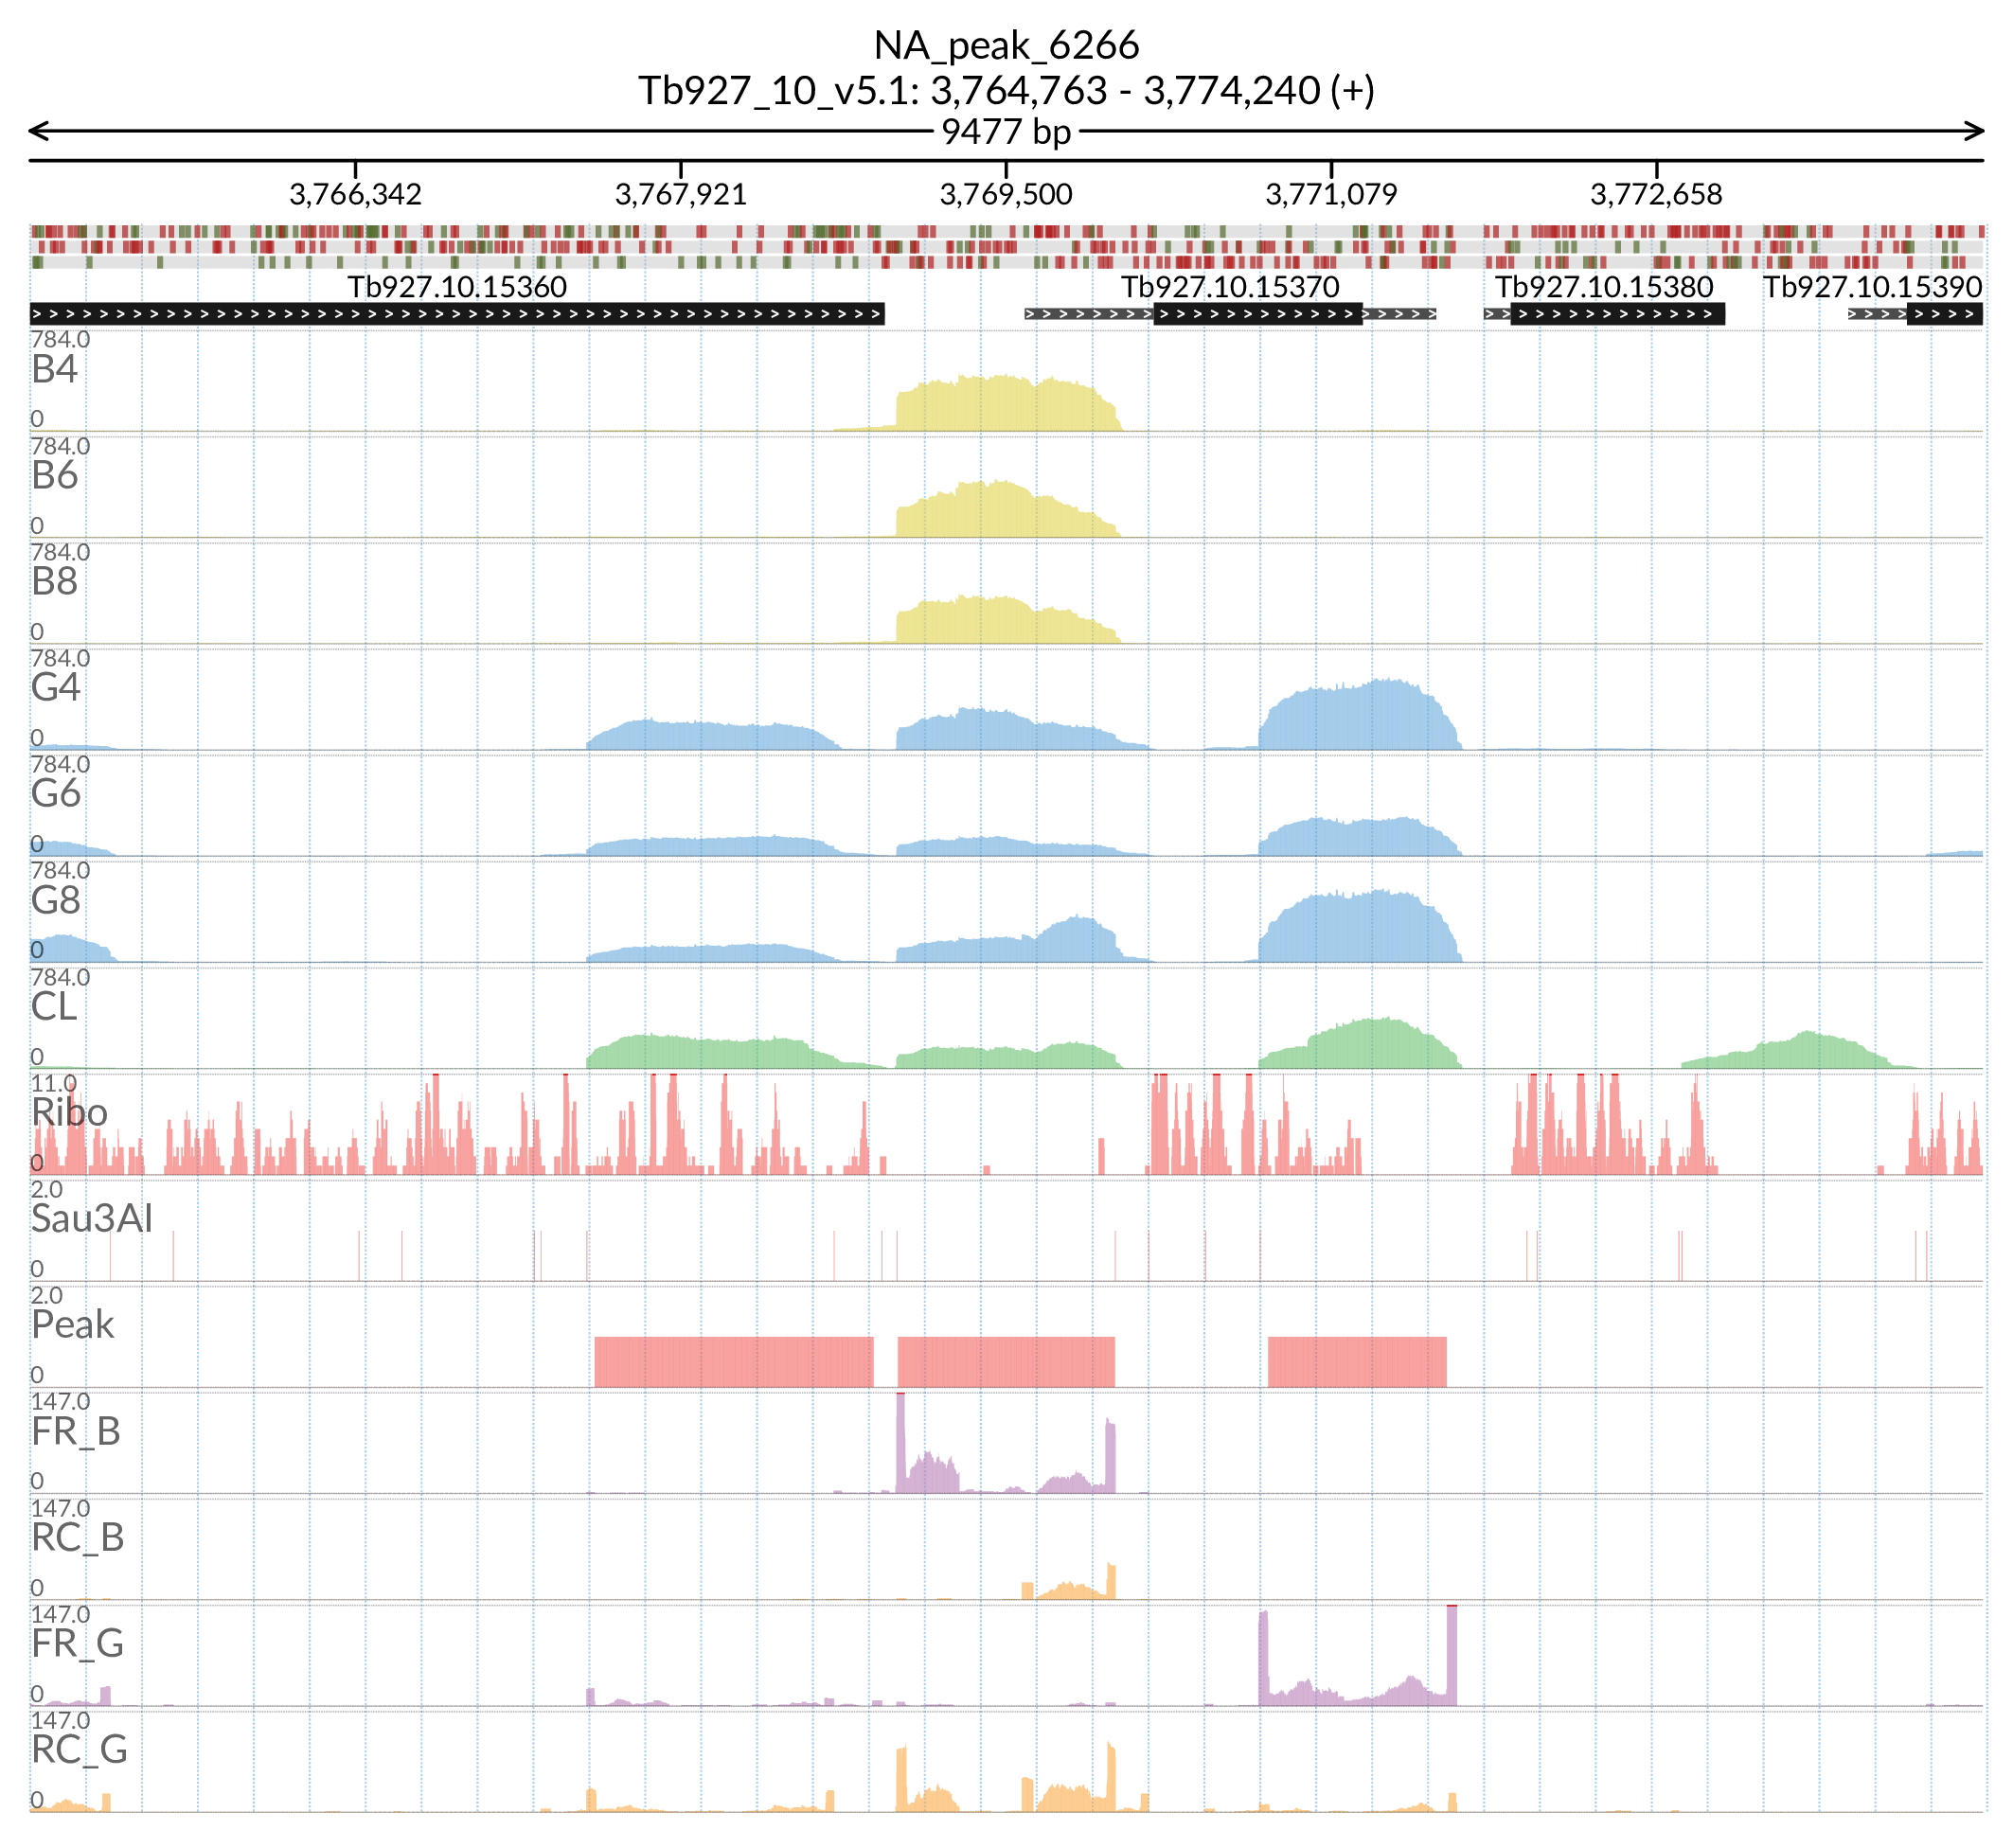 NA_peak_6266
Tb927_10_v5.1: 3,764,763 - 3,774,240 (+)
9477 bp
3,766,342 3,767,921 3,769,500 3,771,079 3,772,658
Tb927.10.15360 Tb927.10.15370 Tb927.10.15380 Tb927.10.15390
784.0
B4
0
784.0
B6
0
784.0
B8
0
784.0
G4
0
784.0
G6
0
784.0
G8
0
784.0
CL
0
11.0
Ribo
0
2.0
Sau3AI
0
2.0
Peak
0
147.0
FR_B
0
147.0
RC_B
0
147.0
FR_G
0
147.0
RC_G
0